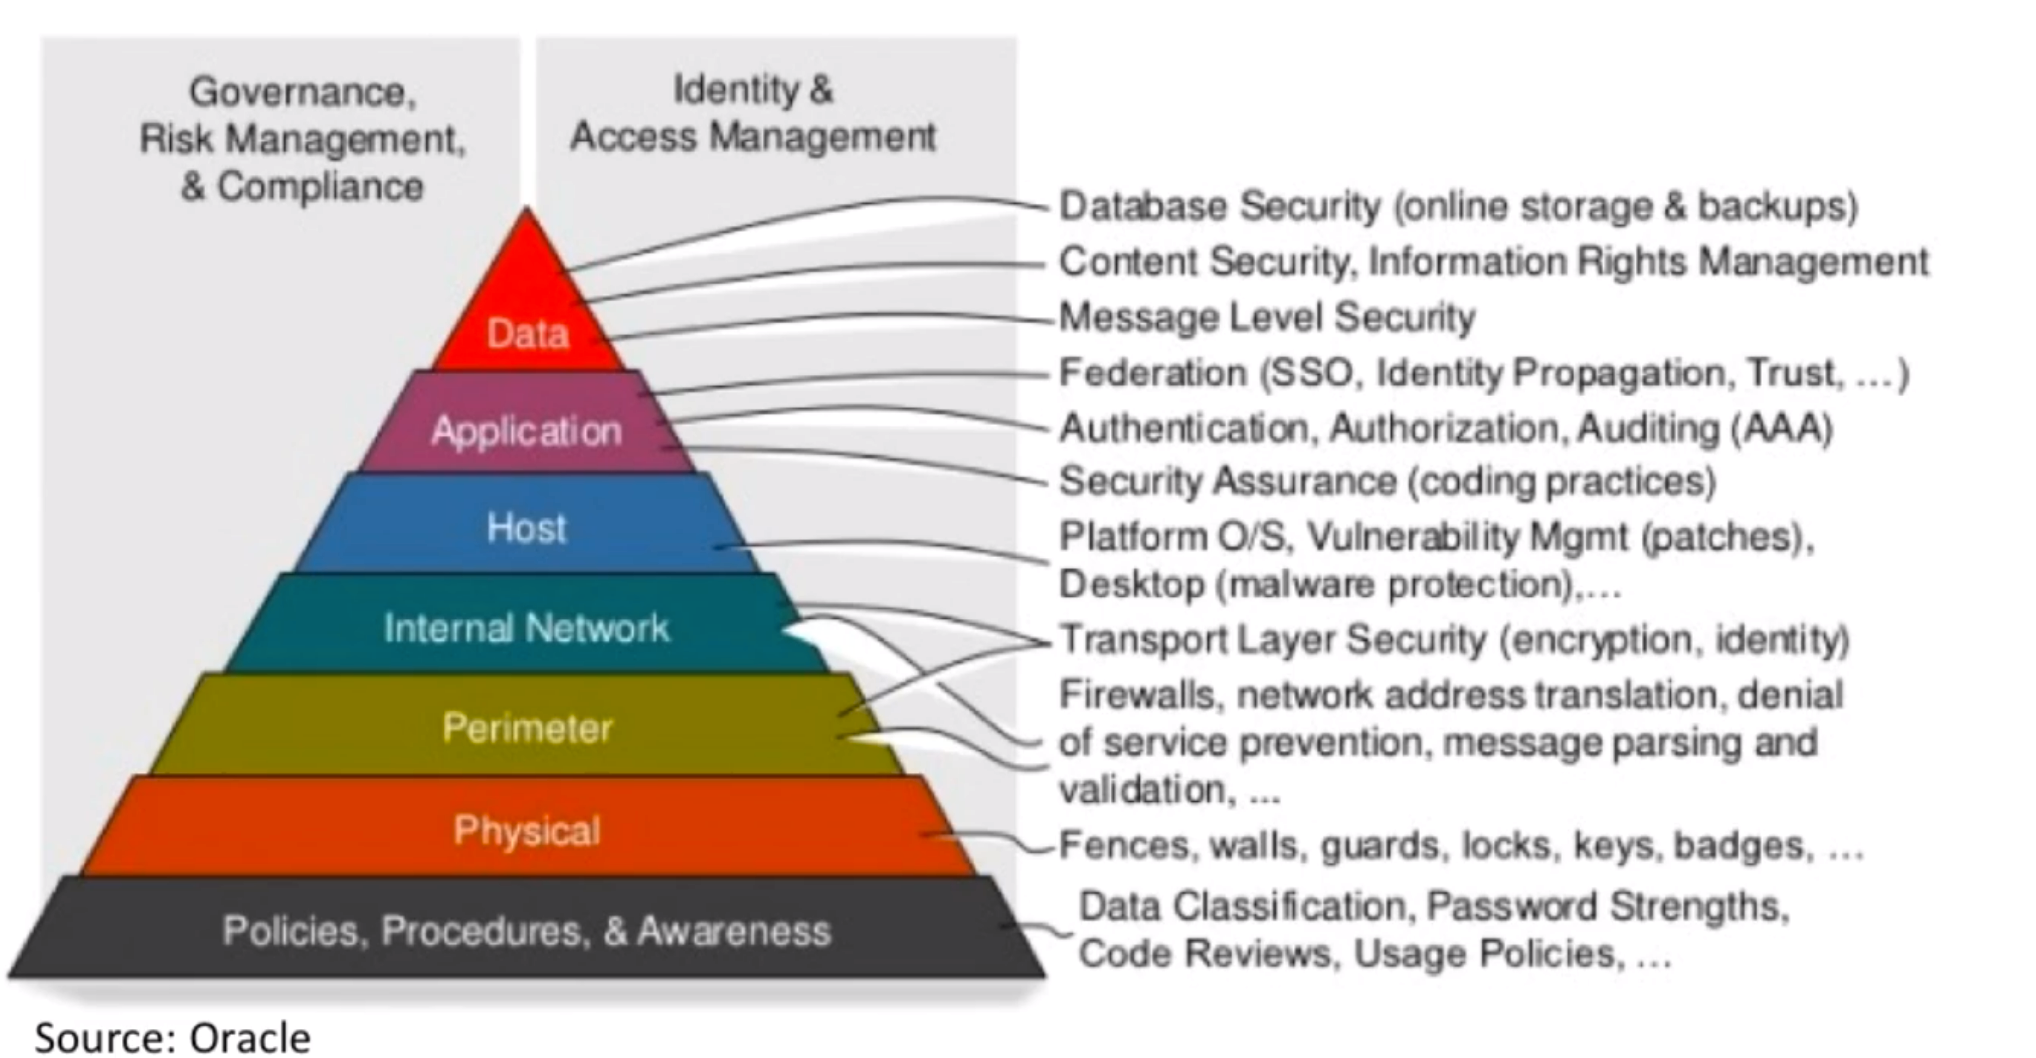 Governance,
Risk Management,
& Compliance
Identity &
Access Management
Data
Application
Host
Internal Network
Perimeter
Physical
Policies, Procedures, & Awareness
Database Security (online storage & backups)
Content Security, Information Rights Management
Message Level Security
Federation (SSO, Identity Propagation, Trust, ...)
Authentication, Authorization, Auditing (AAA)
Security Assurance (coding practices)
Platform O/S, Vulnerability Mgmt (patches),
Desktop (malware protection),...
Transport Layer Security (encryption, identity)
Firewalls, network address translation, denial
of service prevention, message parsing and
validation, ...
Fences, walls, guards, locks, keys, badges, ...
Data Classification, Password Strengths,
Code Reviews, Usage Policies, ...
Source: Oracle